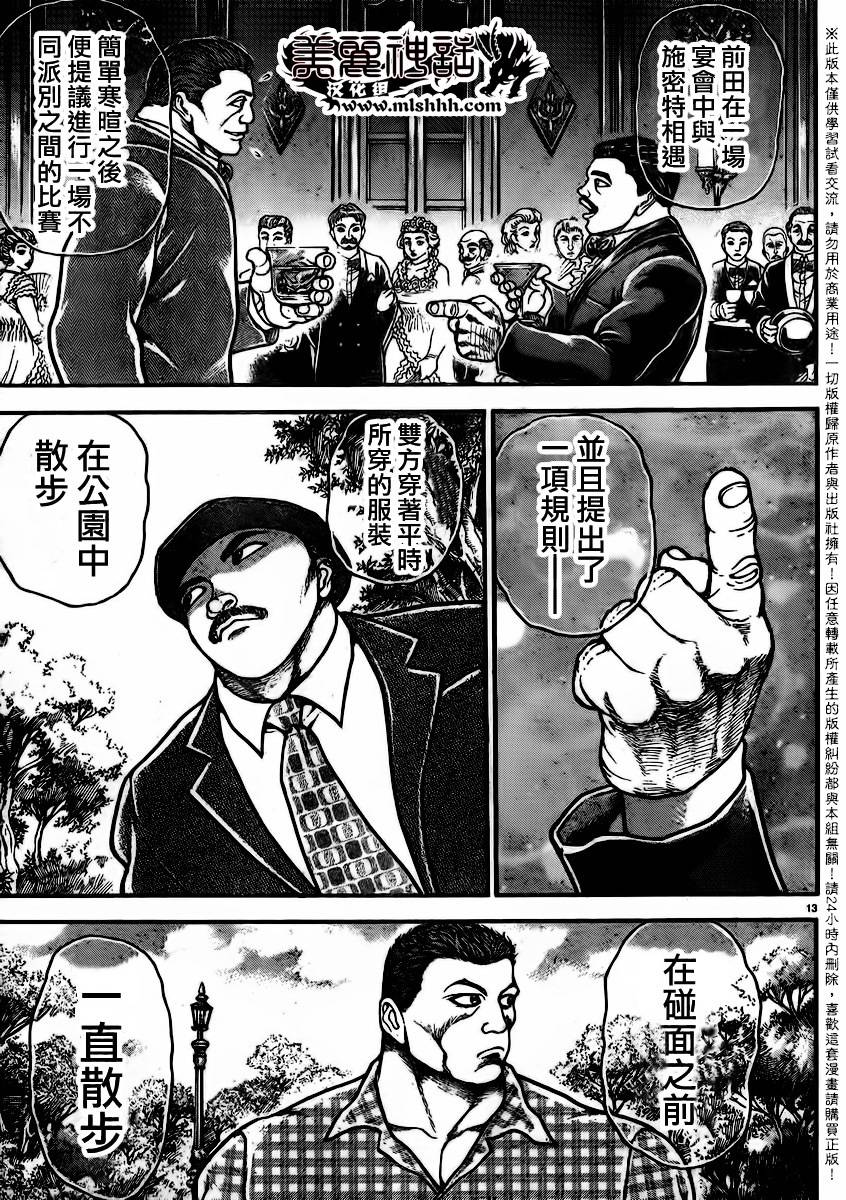 美麗神話
汉化组
www.mlshhh.com
前田在一場
宴會中與
施密特相遇
簡單寒暄之後
便提議進行一場不
同派別之間的比賽
並且提出了
一項規則——
雙方穿著平時
所穿的服裝
在公園中
散步
13
在碰面之前
一直散步
※此版本僅供學習試看交流，請勿用於商業用途！一切版權歸原作者與出版社擁有！因任意轉載所產生的版權糾紛都與本組無關！請24小時內刪除，喜歡這套漫畫請購買正版！